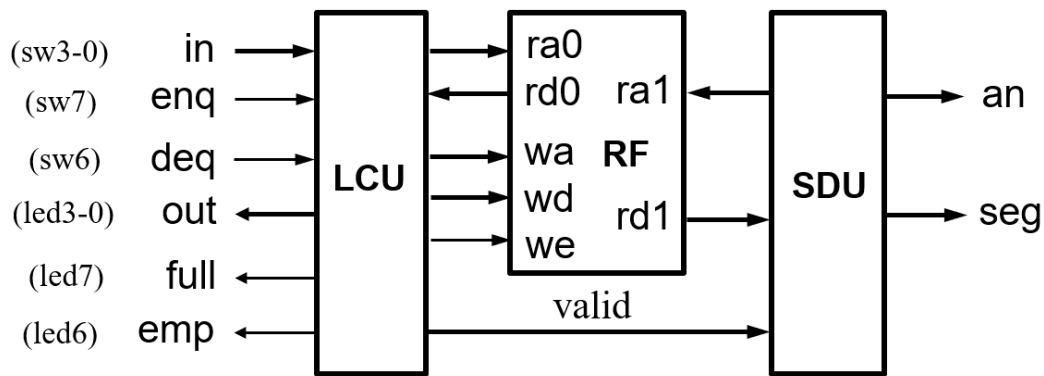 (sw3-0) in
(sw7) enq
(sw6) deq
(led3-0) out
(led7) full
(led6) emp
LCU
ra0
rd0
ra1
wa
RF
wd
rd1
we
valid
SDU
an
seg